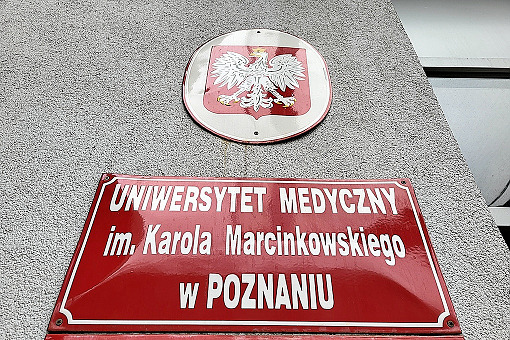 UNIWERSYTET MEDYCZNY
im. Karola Marcinkowskiego
w POZNANIU